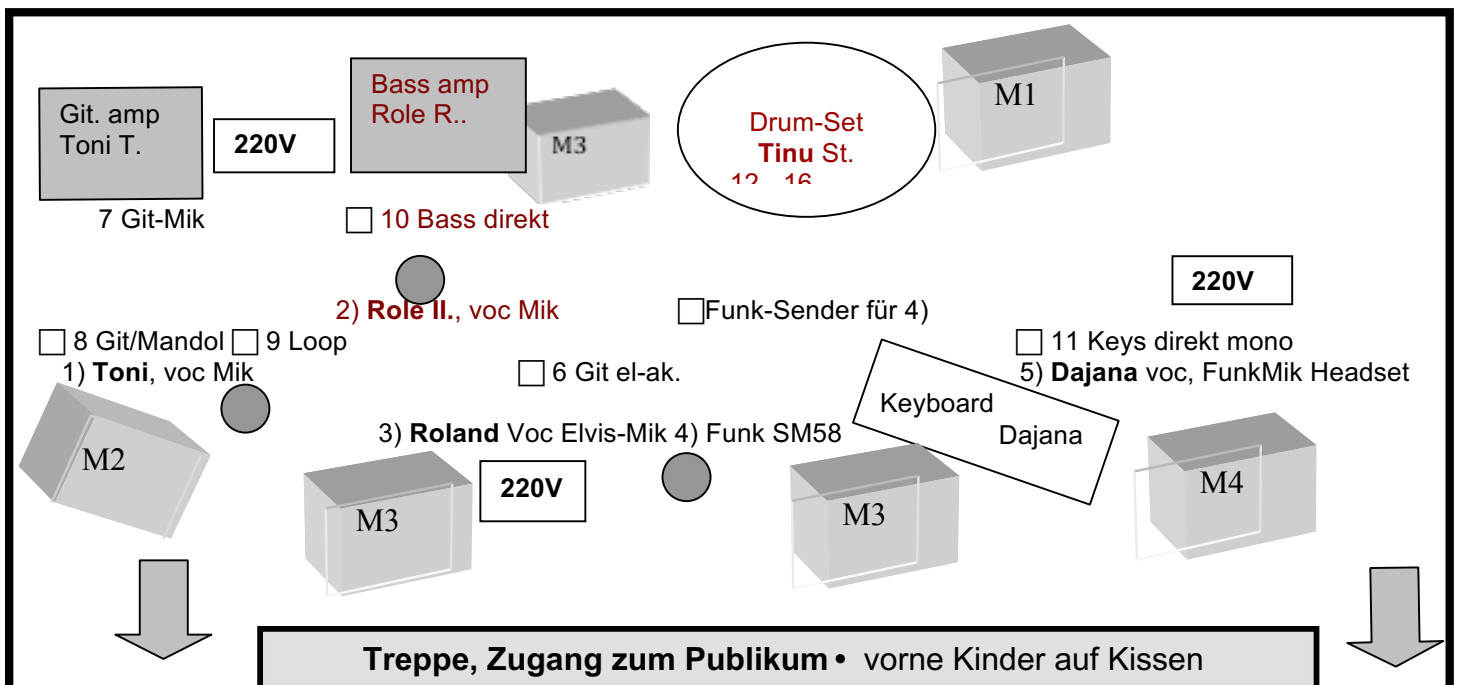 Git. amp
Toni T.
220V
Bass amp
Role R..
M3
Drum-Set
Tinu St.
M1
7 Git-Mik
10 Bass direkt
220V
2) Role II., voc Mik
Funk-Sender für 4)
8 Git/Mandol 9 Loop
1) Toni, voc Mik
6 Git el-ak.
11 Keys direkt mono
5) Dajana voc, FunkMik Headset
Keyboard
Dajana
3) Roland Voc Elvis-Mik 4) Funk SM58
M2
M3
220V
M3
M4
Treppe, Zugang zum Publikum • vorne Kinder auf Kissen